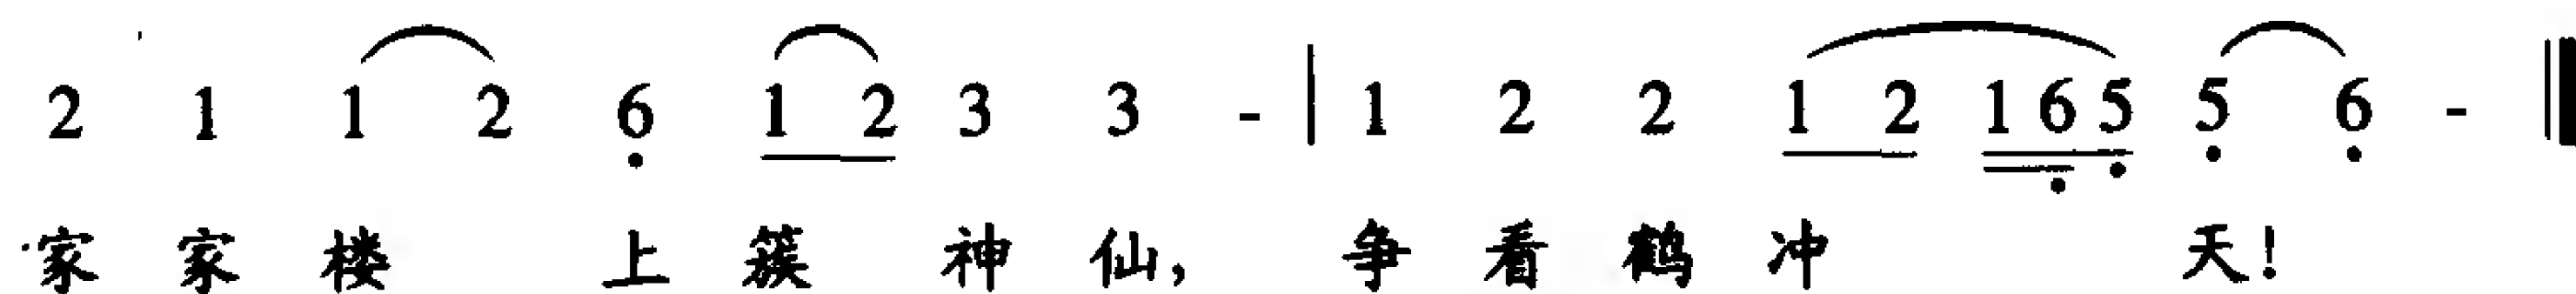 2 1 1 2 6 1 2 3 3 - | 1 2 2 1 2 1 6 5 5 6 - ‖
家 家 楼 上 簇 神 仙, 争 看 鹤 冲 天!